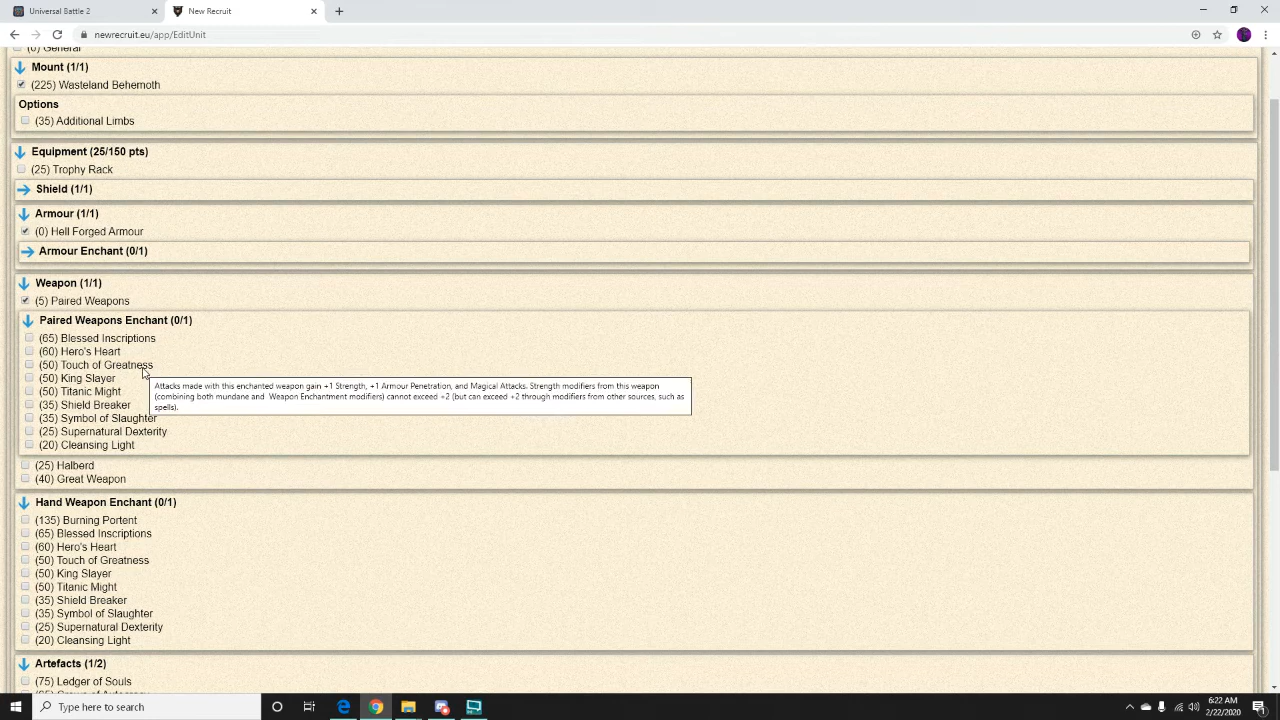 Universal Battle 2
New Recruit
newrecruit.eu/app/EditUnit
(0) General
Mount (1/1)
(225) Wasteland Behemoth
Options
(35) Additional Limbs
Equipment (25/150 pts)
(25) Trophy Rack
Shield (1/1)
Armour (1/1)
(0) Hell Forged Armour
Armour Enchant (0/1)
Weapon (1/1)
(5) Paired Weapons
Paired Weapons Enchant (0/1)
(65) Blessed Inscriptions
(60) Hero's Heart
(50) Touch of Greatness
(50) King Slayer
(50) Titanic Might
(35) Shield Breaker
(35) Symbol of Slaughter
(25) Supernatural Dexterity
(20) Cleansing Light
Attacks made with this enchanted weapon gain +1 Strength, +1 Armour Penetration, and Magical Attacks. Strength modifiers from this weapon
(combining both mundane and Weapon Enchantment modifiers) cannot exceed +2 (but can exceed +2 through modifiers from other sources, such as
spells).
(25) Halberd
(40) Great Weapon
Hand Weapon Enchant (0/1)
(135) Burning Portent
(65) Blessed Inscriptions
(60) Hero's Heart
(50) Touch of Greatness
(50) King Slayer
(50) Titanic Might
(35) Shield Breaker
(35) Symbol of Slaughter
(25) Supernatural Dexterity
(20) Cleansing Light
Artefacts (1/2)
(75) Ledger of Souls
Type here to search
6:22 AM
2/22/2020